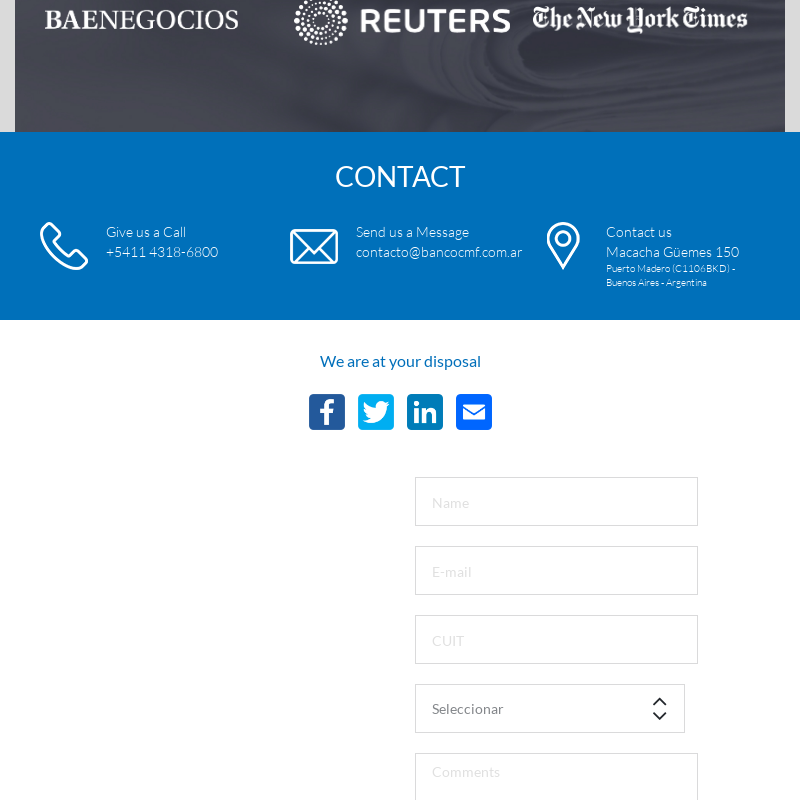 BAENEGOCIOS
REUTERS
The New York Times
CONTACT
Give us a Call
+5411 4318-6800
Send us a Message
contacto@bancocmf.com.ar
Contact us
Macacha Güemes 150
Puerto Madero (C1106BKD) -
Buenos Aires - Argentina
We are at your disposal
Name
E-mail
CUIT
Seleccionar
Comments